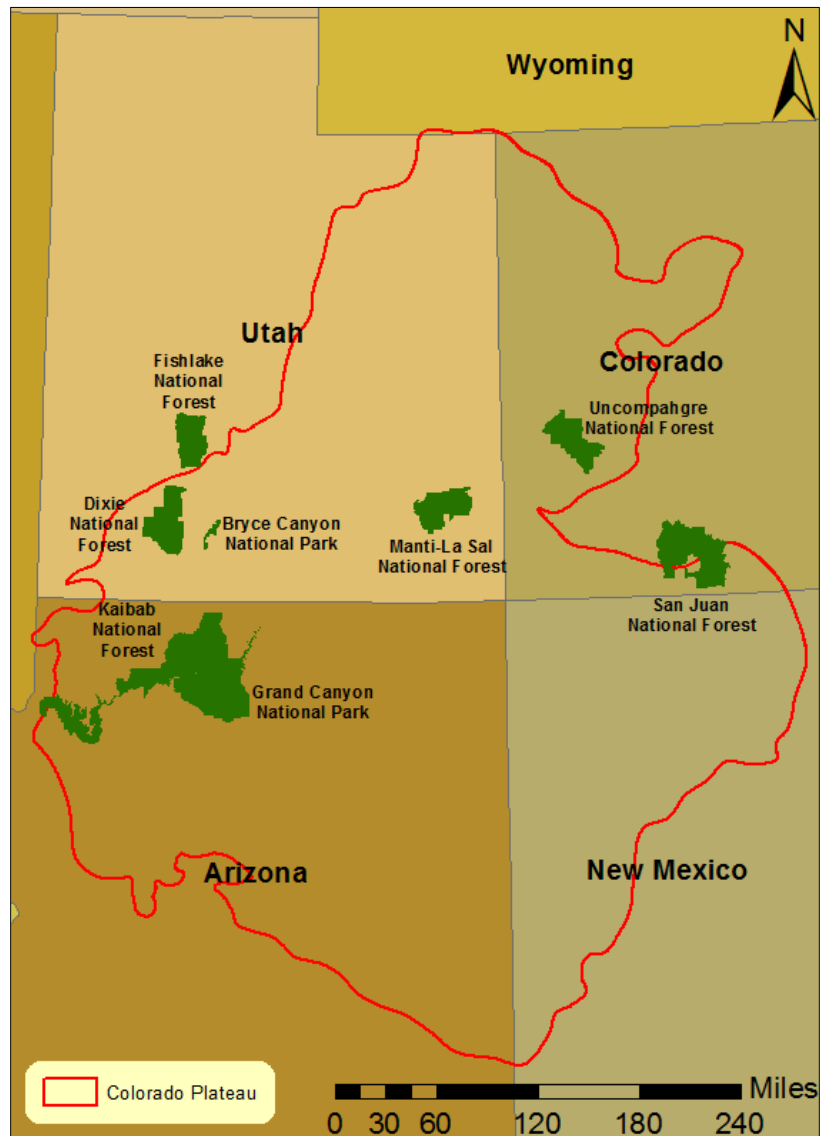 Wyoming
N
Utah
Fishlake
National
Forest
Colorado
Uncompahgre
National Forest
Dixie
National
Forest
Bryce Canyon
National Park
Manti-La Sal
National Forest
Kaibab
National
Forest
San Juan
National Forest
Grand Canyon
National Park
Arizona
New Mexico
Colorado Plateau
Miles
0 30 60 120 180 240